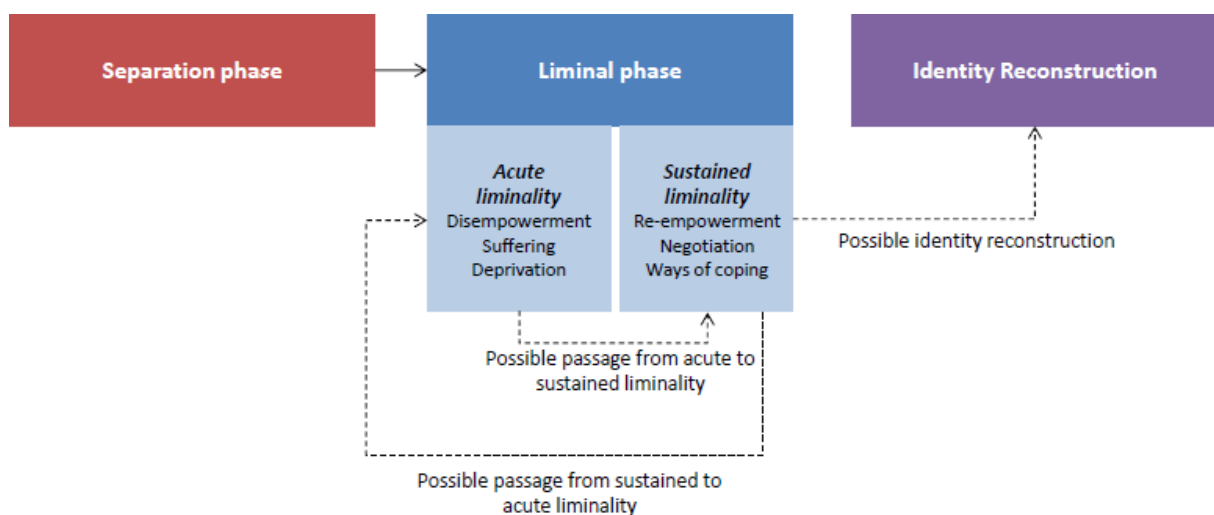 Separation phase
Liminal phase
Identity Reconstruction
Acute
liminality
Disempowerment
Suffering
Deprivation
Sustained
liminality
Re-empowerment
Negotiation
Ways of coping
Possible identity reconstruction
Possible passage from acute to
sustained liminality
Possible passage from sustained to
acute liminality